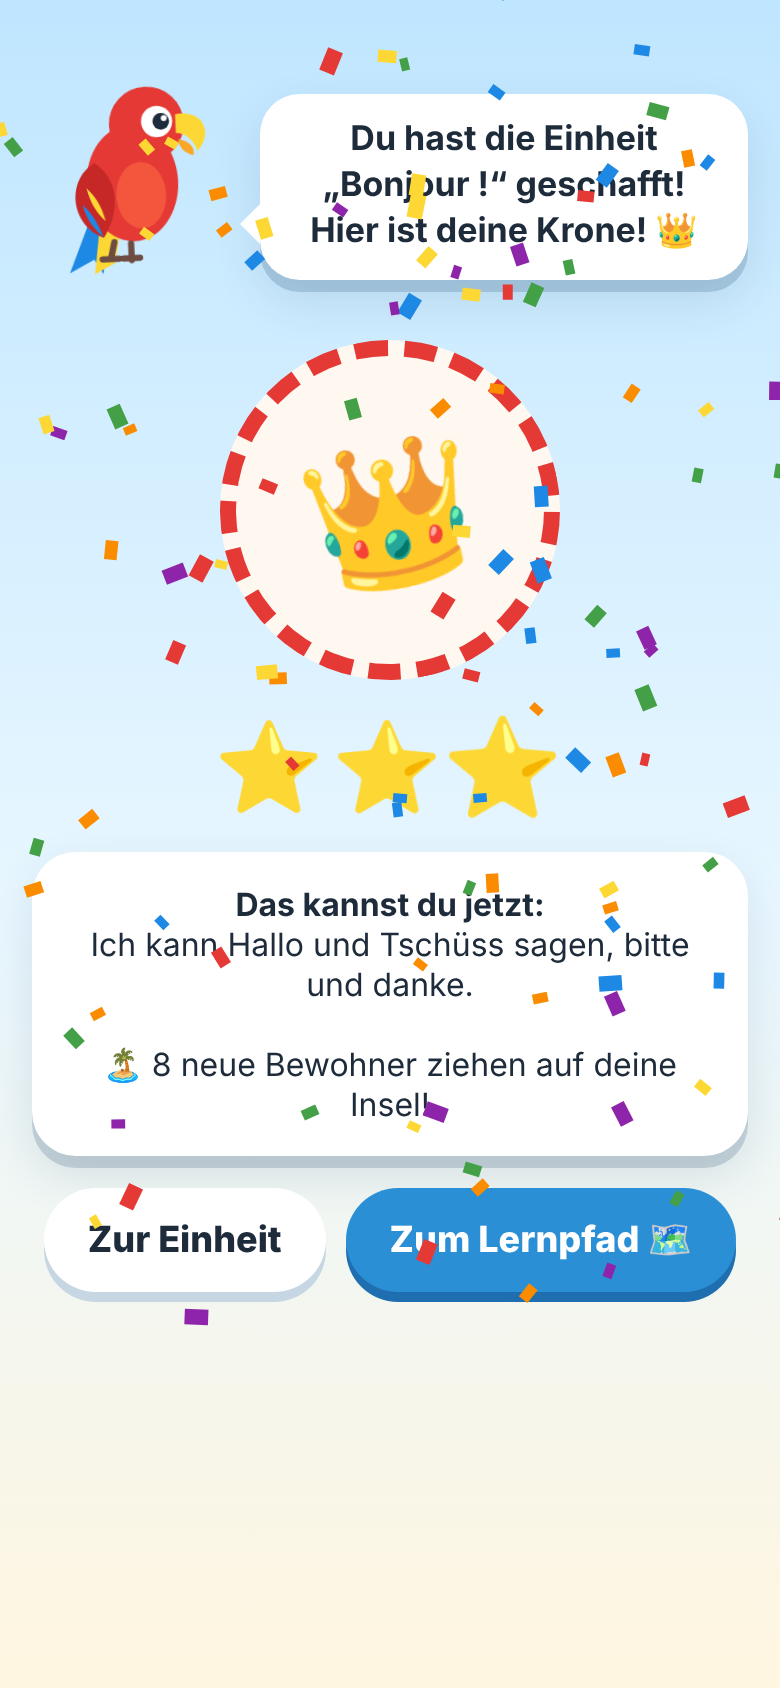 Du hast die Einheit
„Bonjour !“ geschafft!
Hier ist deine Krone! 👑
Das kannst du jetzt:
Ich kann Hallo und Tschüss sagen, bitte
und danke.
🏝️ 8 neue Bewohner ziehen auf deine
Insel!
Zur Einheit
Zum Lernpfad 🗺️